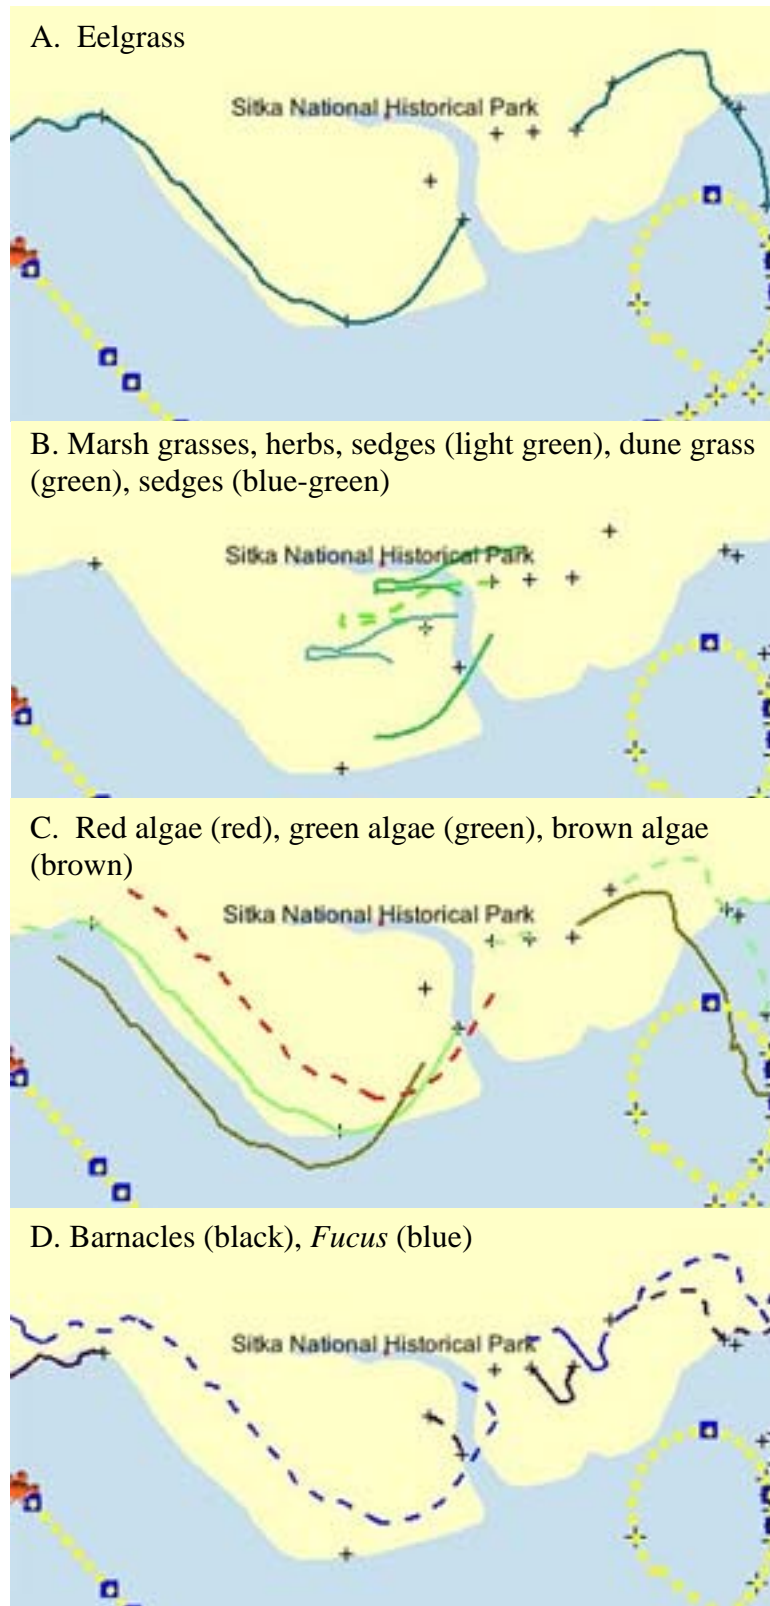 A.  Eelgrass
Sitka National Historical Park
B. Marsh grasses, herbs, sedges (light green), dune grass
(green), sedges (blue-green)
Sitka National Historical Park
C.  Red algae (red), green algae (green), brown algae
(brown)
Sitka National Historical Park
D. Barnacles (black), Fucus (blue)
Sitka National Historical Park